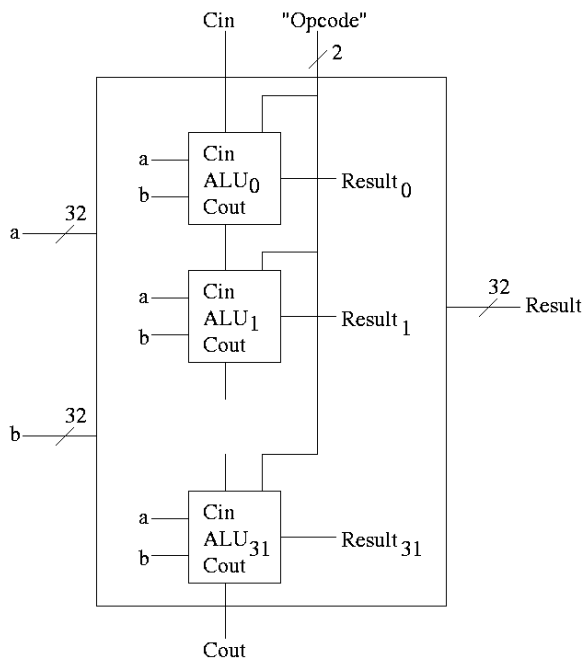 Cin "Opcode"
2
a Cin
ALU0 Result0
b Cout
32
a
a Cin
ALU1 Result1
b Cout
32
Result
32
b
a Cin
ALU31 Result31
b Cout
Cout